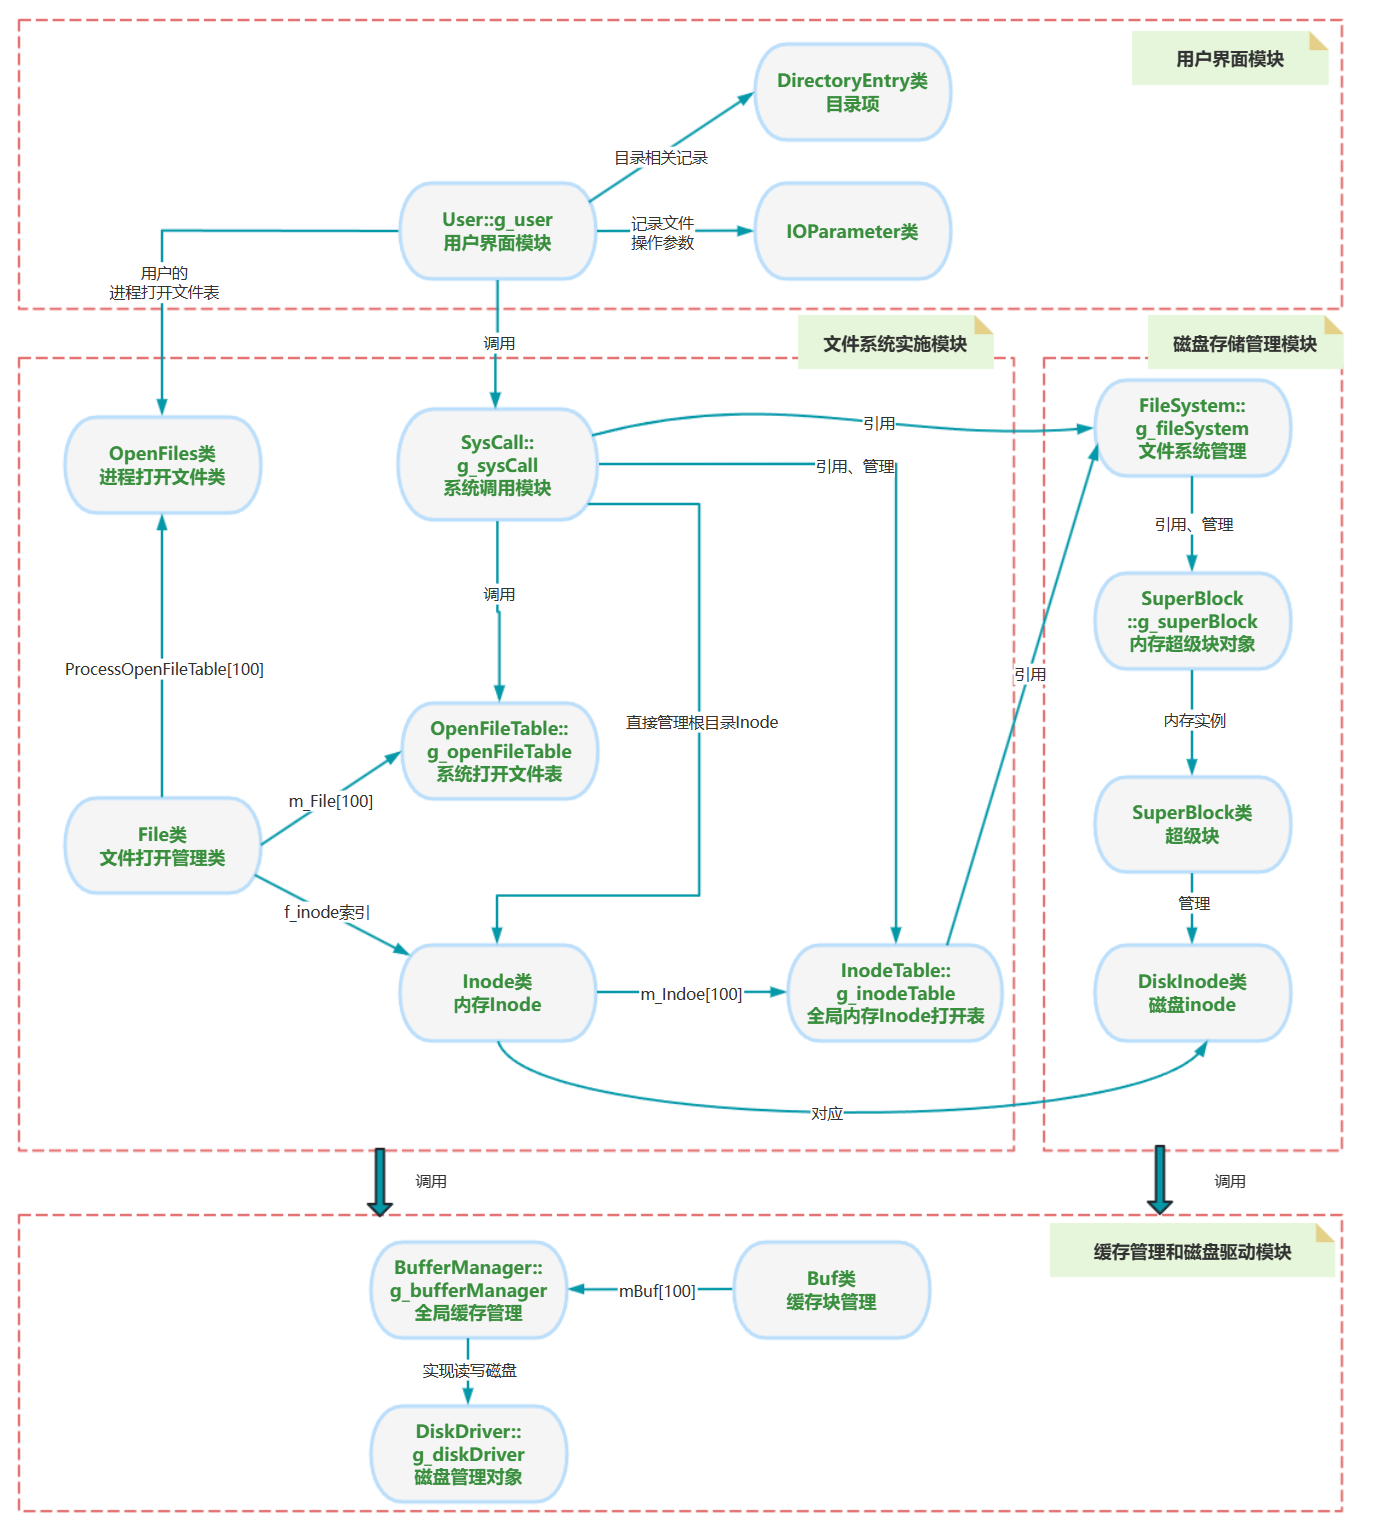 用户界面模块
DirectoryEntry类
目录项
目录相关记录
User::g_user
用户界面模块
记录文件
操作参数
IOParameter类
用户的
进程打开文件表
调用
文件系统实施模块
磁盘存储管理模块
OpenFiles类
进程打开文件类
SysCall::
g_sysCall
系统调用模块
引用
引用、管理
FileSystem::
g_fileSystem
文件系统管理
引用、管理
调用
SuperBlock
::g_superBlock
内存超级块对象
ProcessOpenFileTable[100]
引用
内存实例
直接管理根目录Inode
OpenFileTable::
g_openFileTable
系统打开文件表
m_File[100]
File类
文件打开管理类
SuperBlock类
超级块
管理
f_inode索引
Inode类
内存Inode
m_Indoe[100]
InodeTable::
g_inodeTable
全局内存Inode打开表
DiskInode类
磁盘inode
对应
调用
调用
缓存管理和磁盘驱动模块
BufferManager::
g_bufferManager
全局缓存管理
mBuf[100]
Buf类
缓存块管理
实现读写磁盘
DiskDriver::
g_diskDriver
磁盘管理对象